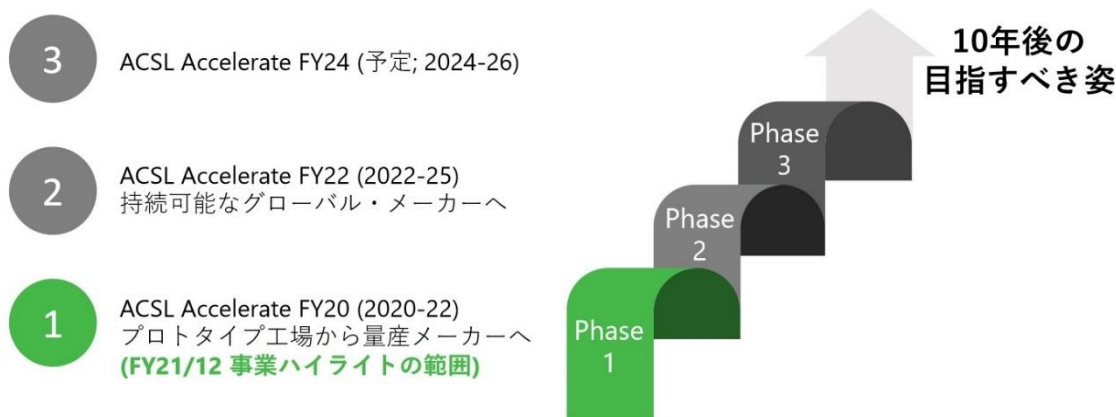 3
ACSL Accelerate FY24 (予定; 2024-26)
2
ACSL Accelerate FY22 (2022-25)
持続可能なグローバル・メーカーへ
1
ACSL Accelerate FY20 (2020-22)
プロトタイプ工場から量産メーカーへ
(FY21/12 事業ハイライトの範囲)
10年後の
目指すべき姿
Phase
3
Phase
2
Phase
1